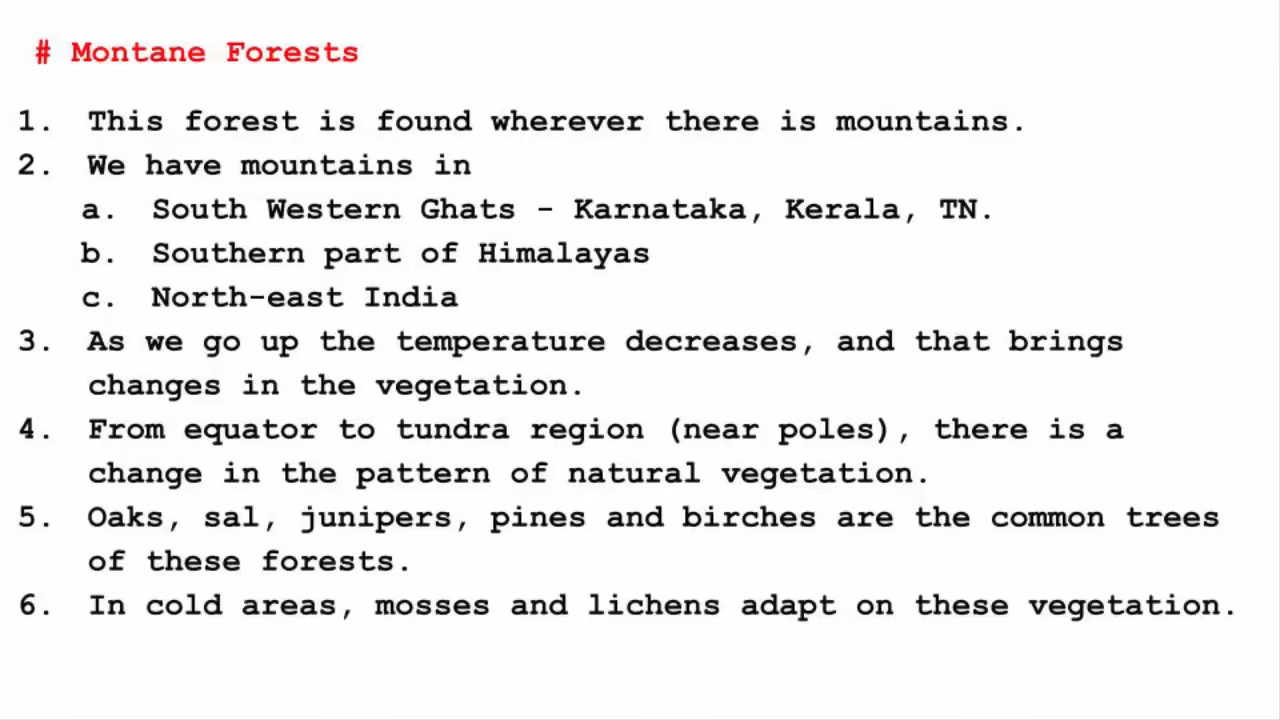 # Montane Forests
1. This forest is found wherever there is mountains.
2. We have mountains in
a. South Western Ghats - Karnataka, Kerala, TN.
b. Southern part of Himalayas
c. North-east India
3. As we go up the temperature decreases, and that brings
changes in the vegetation.
4. From equator to tundra region (near poles), there is a
change in the pattern of natural vegetation.
5. Oaks, sal, junipers, pines and birches are the common trees
of these forests.
6. In cold areas, mosses and lichens adapt on these vegetation.